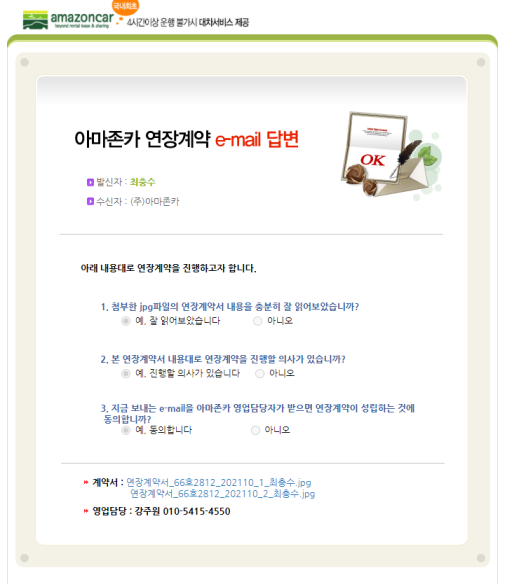 국내최초
amazoncar
beyond rental lease & sharing
4시간이상 운행 불가시 대차서비스 제공
아마존카 연장계약 e-mail 답변
OK
발신자 : 최충수
수신자 : (주)아마존카
아래 내용대로 연장계약을 진행하고자 합니다.
1. 첨부한 jpg파일의 연장계약서 내용을 충분히 잘 읽어보았습니까?
예, 잘 읽어보았습니다 아니오
2. 본 연장계약서 내용대로 연장계약을 진행할 의사가 있습니까?
예, 진행할 의사가 있습니다 아니오
3. 지금 보내는 e-mail을 아마존카 영업담당자가 받으면 연장계약이 성립하는 것에
동의합니까?
예, 동의합니다 아니오
계약서 : 연장계약서_66호2812_202110_1_최충수.jpg
연장계약서_66호2812_202110_2_최충수.jpg
영업담당 : 강주원 010-5415-4550